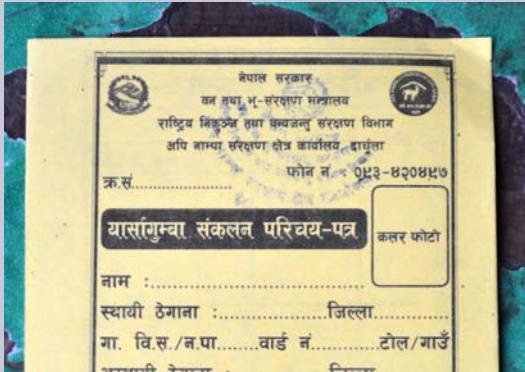 नेपाल सरकार
वन तथा भू-संरक्षण मन्त्रालय
राष्ट्रिय निकुञ्ज तथा वन्यजन्तु संरक्षण विभाग
अपि नाम्पा संरक्षण क्षेत्र कार्यालय, दार्चुला
फोन नं. : ०९३-४२०४९७
क्र.सं....................
यार्सागुम्बा संकलन परिचय-पत्र
कलर फोटो
नाम :..........................................
स्थायी ठेगाना :.....................जिल्ला..............
गा. वि.स./न.पा........वार्ड नं.............टोल/गाउँ
अस्थायी ठेगाना : जिल्ला